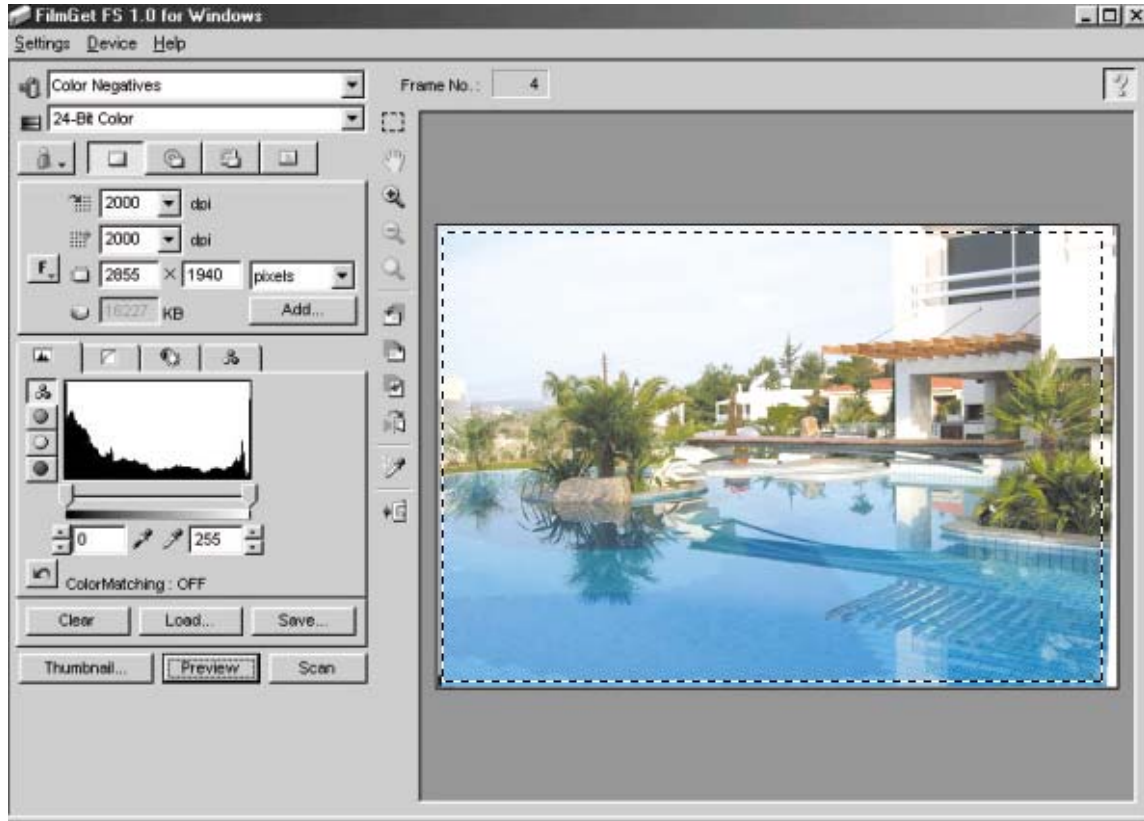 FilmGet FS 1.0 for Windows
Settings Device Help
Color Negatives
Frame No.: 4
24-Bit Color
2000 dpi
2000 dpi
F
2855 × 1940 pixels
16227 KB Add...
0 255
ColorMatching : OFF
Clear Load... Save...
Thumbnail... Preview Scan